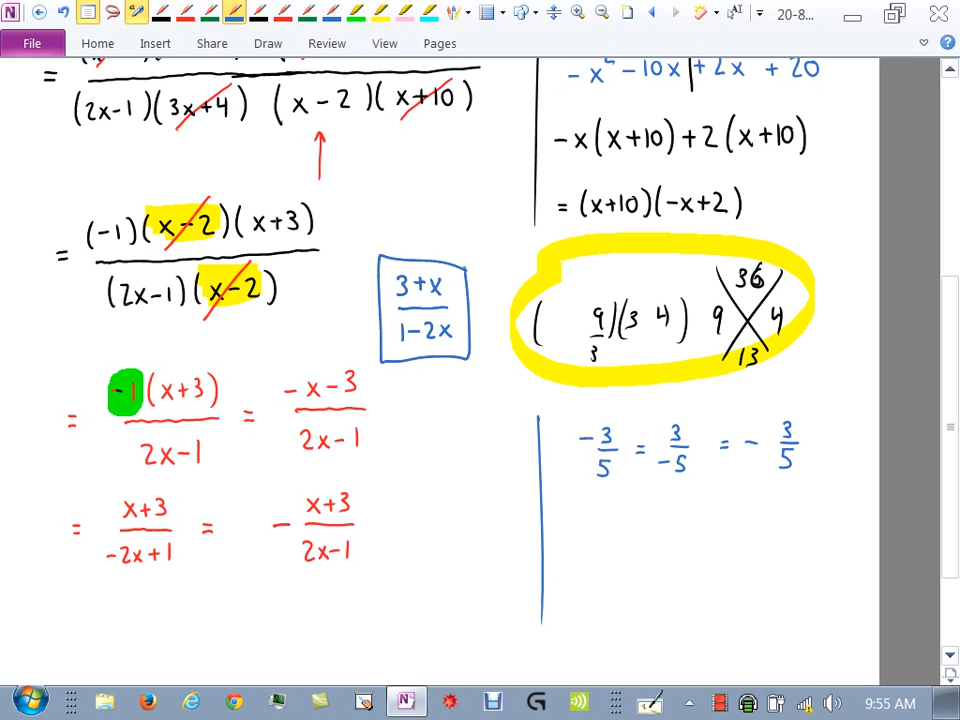 20-8...
File Home Insert Share Draw Review View Pages
= (2x-1)(3x+4) (x-2)(x+10)
= (-1)(x-2)(x+3)
(2x-1)(x-2)
3+x
1-2x
= -1(x+3) = -x-3
2x-1 2x-1
= x+3 = - x+3
-2x+1 2x-1
-x² -10x +2x +20
-x(x+10)+2(x+10)
= (x+10)(-x+2)
36
( 9)(3 4) 9 4
3 13
-3 = 3 = - 3
5 -5 5
9:55 AM